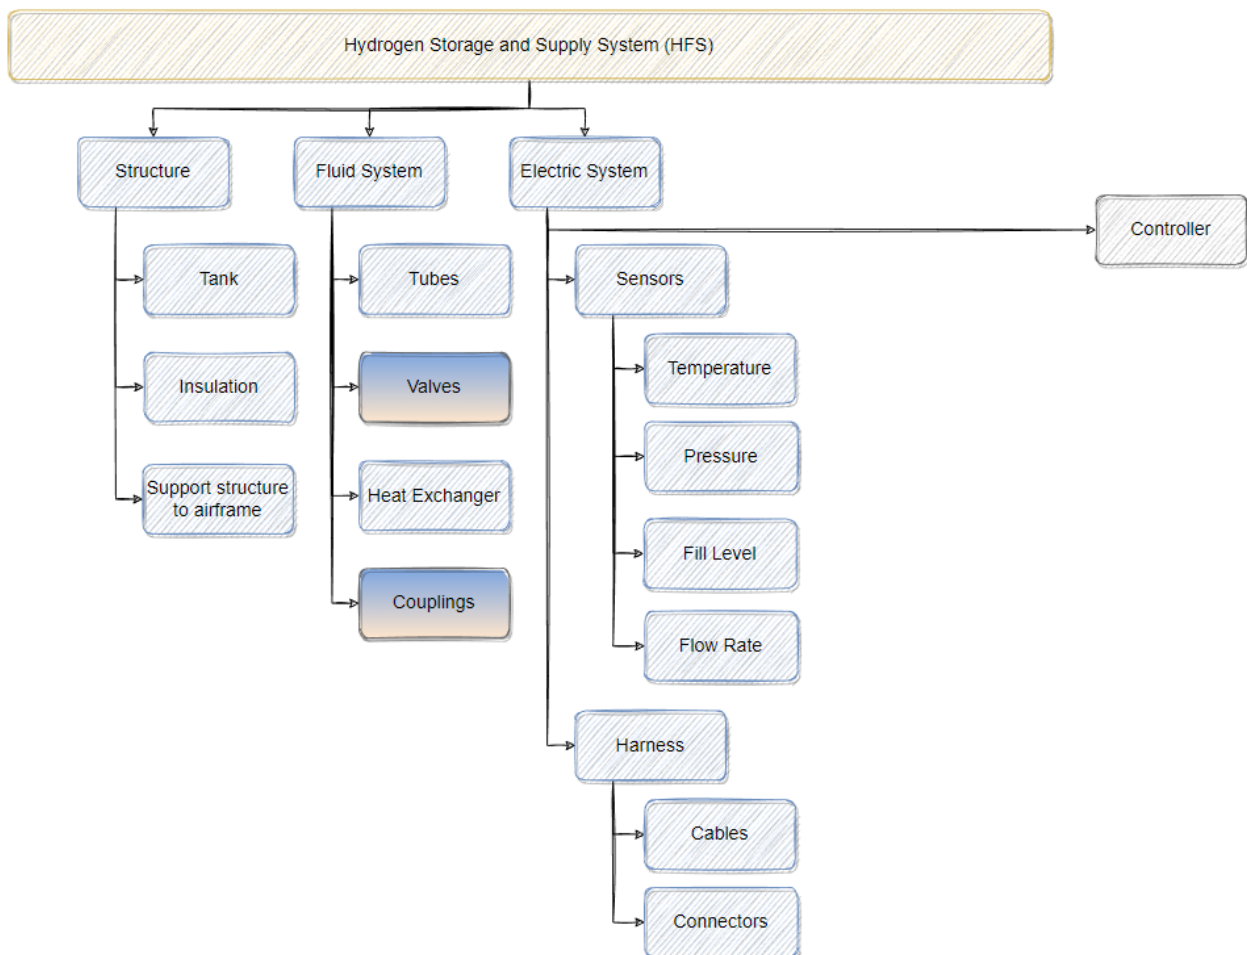 Hydrogen Storage and Supply System (HFS)
Structure
Fluid System
Electric System
Controller
Tank
Tubes
Sensors
Insulation
Valves
Temperature
Pressure
Support structure
to airframe
Heat Exchanger
Fill Level
Couplings
Flow Rate
Harness
Cables
Connectors